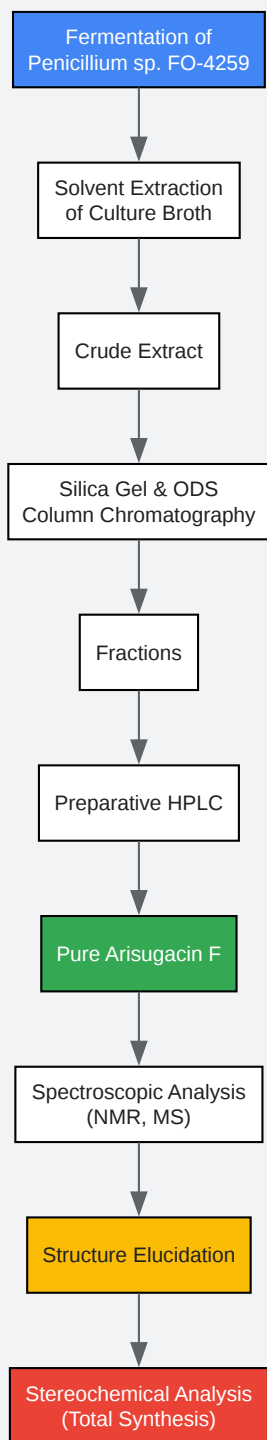 Fermentation of
Penicillium sp. FO-4259
Solvent Extraction
of Culture Broth
Crude Extract
Silica Gel & ODS
Column Chromatography
Fractions
Preparative HPLC
Pure Arisugacin F
Spectroscopic Analysis
(NMR, MS)
Structure Elucidation
Stereochemical Analysis
(Total Synthesis)